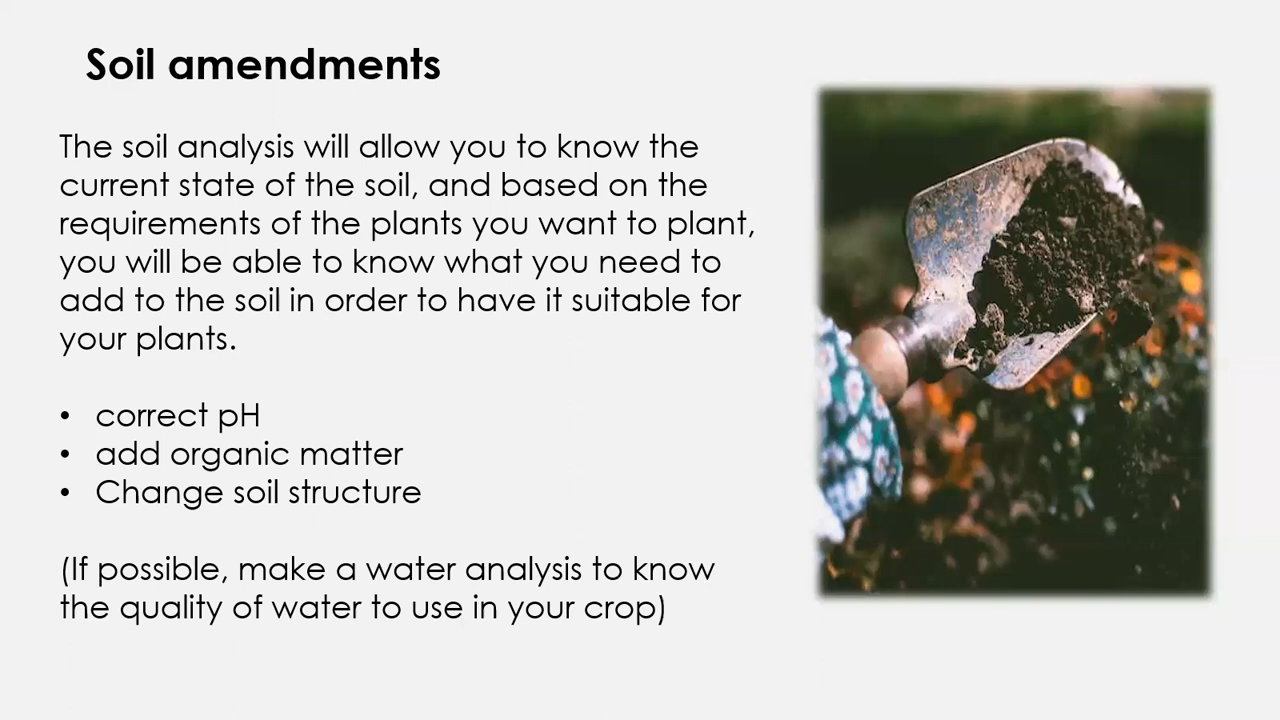 Soil amendments
The soil analysis will allow you to know the
current state of the soil, and based on the
requirements of the plants you want to plant,
you will be able to know what you need to
add to the soil in order to have it suitable for
your plants.
• correct pH
• add organic matter
• Change soil structure
(If possible, make a water analysis to know
the quality of water to use in your crop)